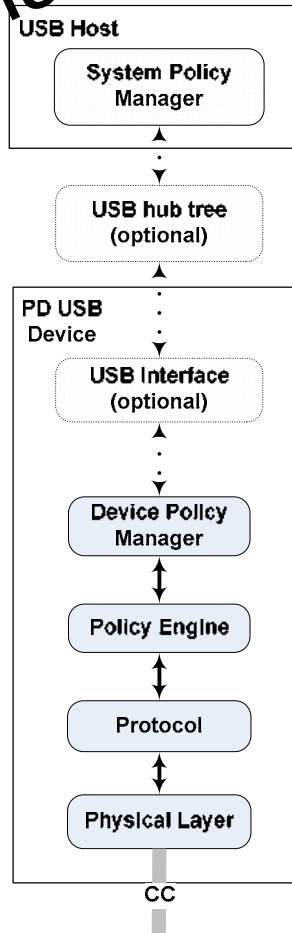 USB Host
System Policy
Manager
USB hub tree
(optional)
PD USB
Device
USB Interface
(optional)
Device Policy
Manager
Policy Engine
Protocol
Physical Layer
CC